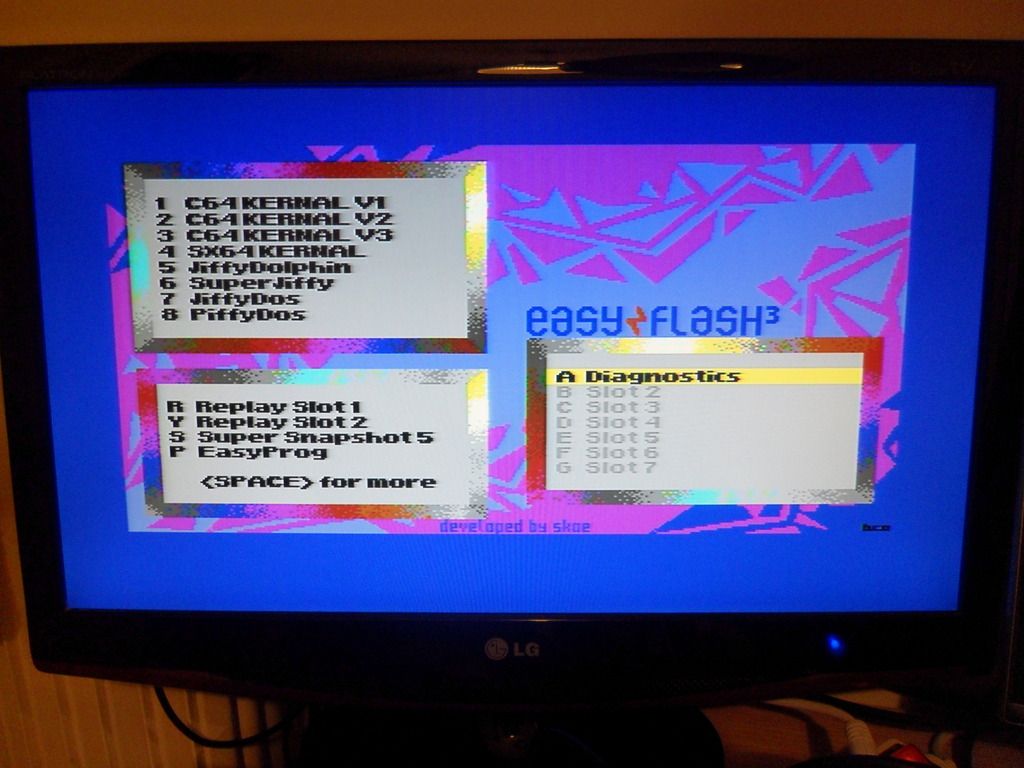 1 C64 KERNAL V1
2 C64 KERNAL V2
3 C64 KERNAL V3
4 SX64 KERNAL
5 JiffyDolphin
6 SuperJiffy
7 JiffyDos
8 PiffyDos
EASY FLASH3
A Diagnostics
B Slot 2
C Slot 3
D Slot 4
E Slot 5
F Slot 6
G Slot 7
R Replay Slot 1
Y Replay Slot 2
S Super Snapshot 5
P EasyProg
<SPACE> for more
developed by skoe
LG